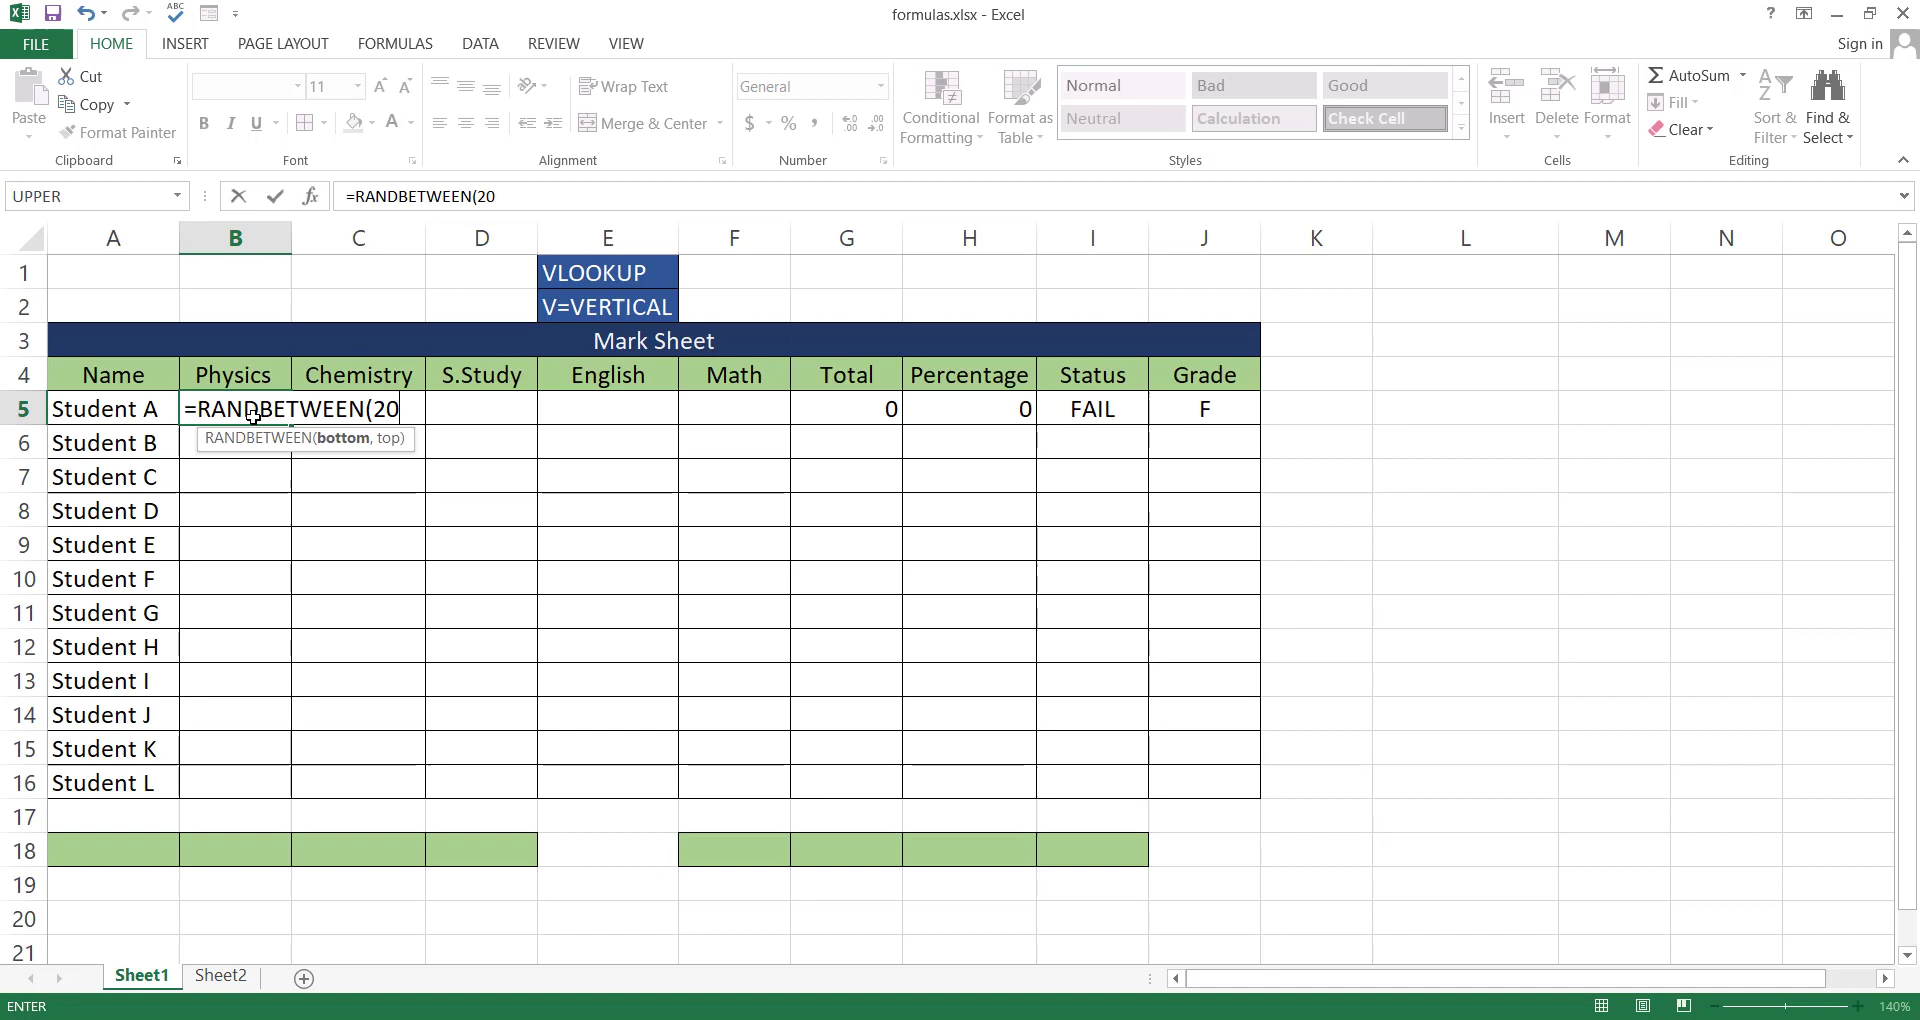 formulas.xlsx - Excel
ABC
?
FILE HOME INSERT PAGE LAYOUT FORMULAS DATA REVIEW VIEW
Sign in
Paste
Cut
Copy
Format Painter
Clipboard
11
B I U
Font
Wrap Text
Merge & Center
Alignment
General
$ % ,
Number
Conditional
Formatting
Format as
Table
Normal Bad Good
Neutral Calculation Check Cell
Styles
Insert Delete Format
Cells
AutoSum
Fill
Clear
Sort &
Filter
Find &
Select
Editing
UPPER fx =RANDBETWEEN(20
A B C D E F G H I J K L M N O
1 VLOOKUP
2 V=VERTICAL
3 Mark Sheet
4 Name Physics Chemistry S.Study English Math Total Percentage Status Grade
5 Student A =RANDBETWEEN(20 0 0 FAIL F
RANDBETWEEN(bottom, top)
6 Student B
7 Student C
8 Student D
9 Student E
10 Student F
11 Student G
12 Student H
13 Student I
14 Student J
15 Student K
16 Student L
17
18
19
20
21
Sheet1 Sheet2
ENTER
140%